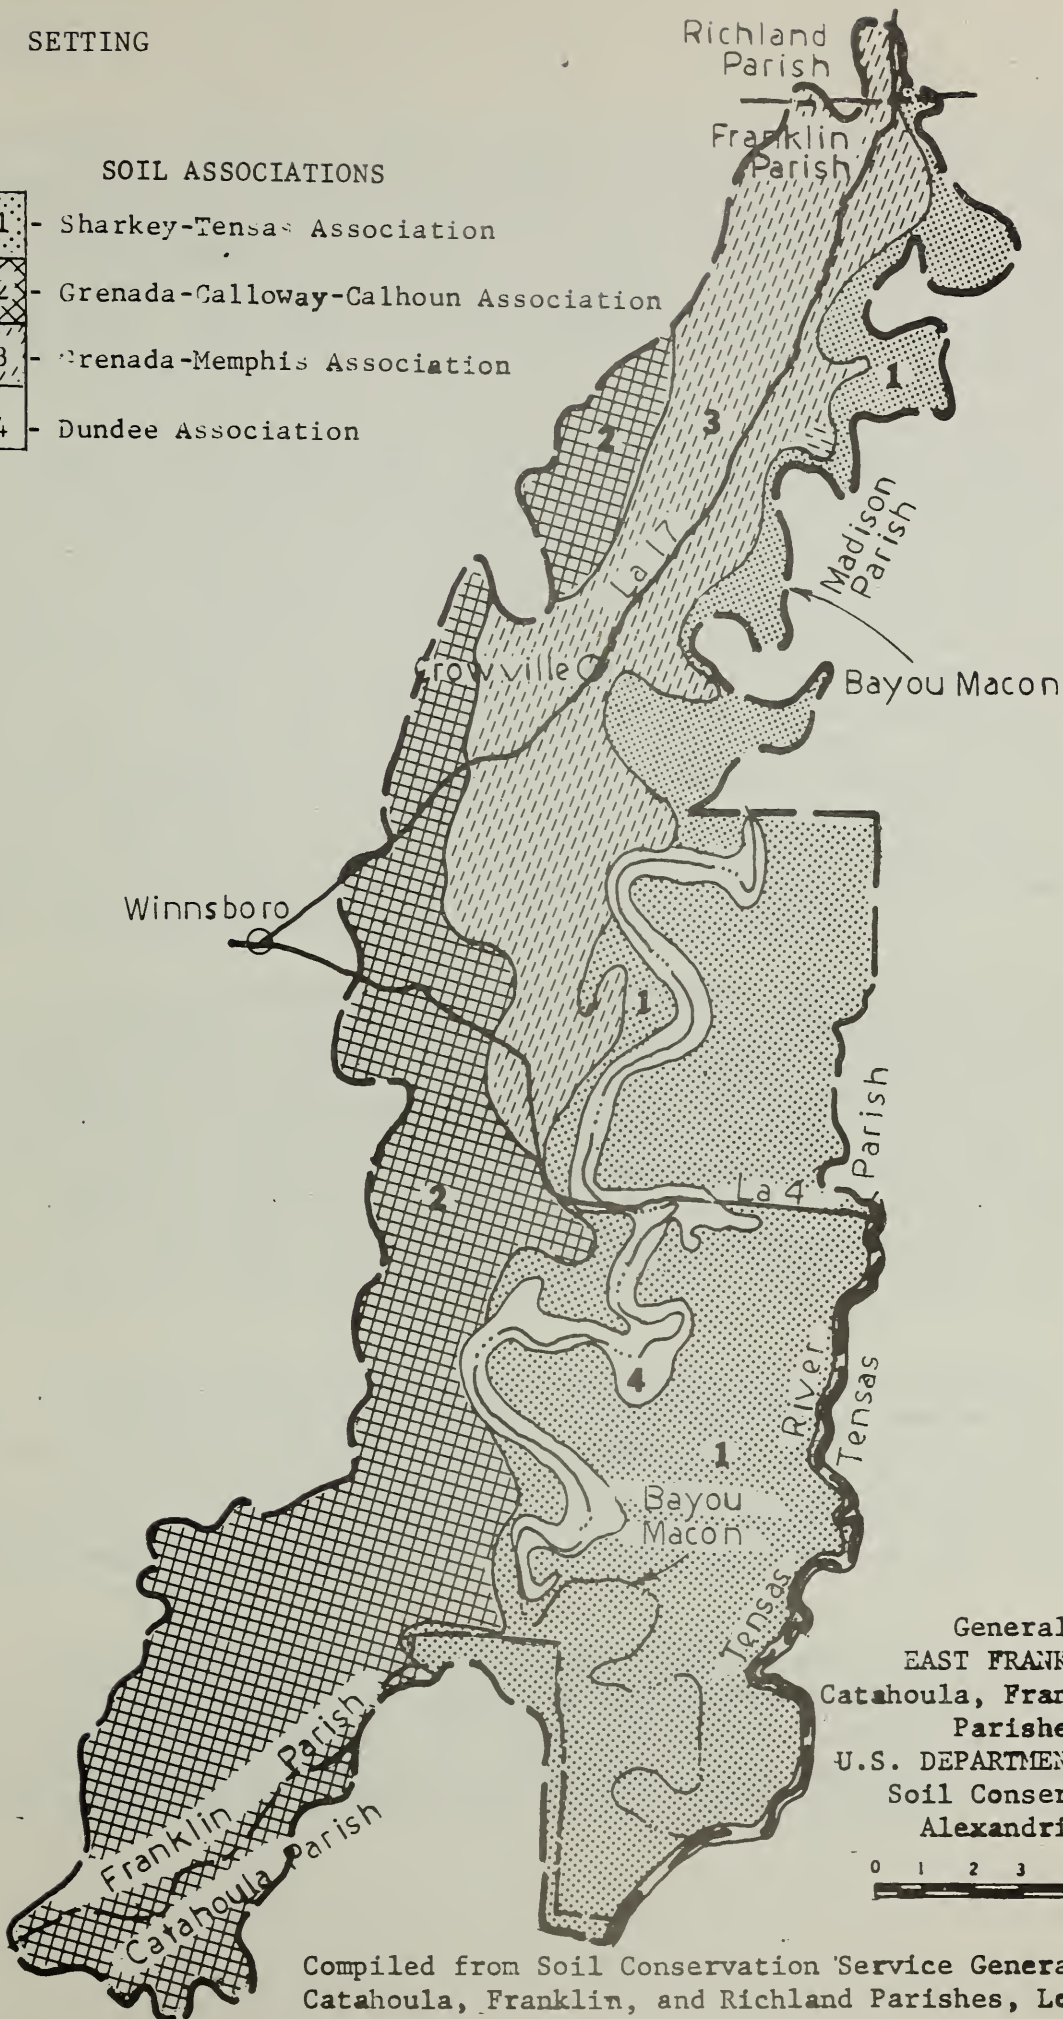 SETTING
Richland
Parish
Franklin
Parish
SOIL ASSOCIATIONS
1 - Sharkey-Tensas Association
2 - Grenada-Calloway-Calhoun Association
3 - Grenada-Memphis Association
4 - Dundee Association
1
2
3
La 17
Madison
Parish
Crowville
Bayou Macon
Winnsboro
1
Parish
La 4
2
4
River
Tensas
1
Bayou
Macon
Tensas
Franklin Parish
Catahoula Parish
General
EAST FRANK
Catahoula, Fran
Parishe
U.S. DEPARTMEN
Soil Conser
Alexandri
0 1 2 3
Compiled from Soil Conservation Service Genera
Catahoula, Franklin, and Richland Parishes, Lo